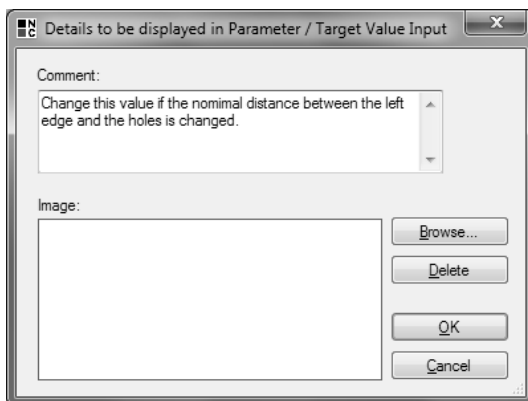 NC
Details to be displayed in Parameter / Target Value Input
x
Comment:
Change this value if the nomimal distance between the left
edge and the holes is changed.
Image:
Browse...
Delete
OK
Cancel